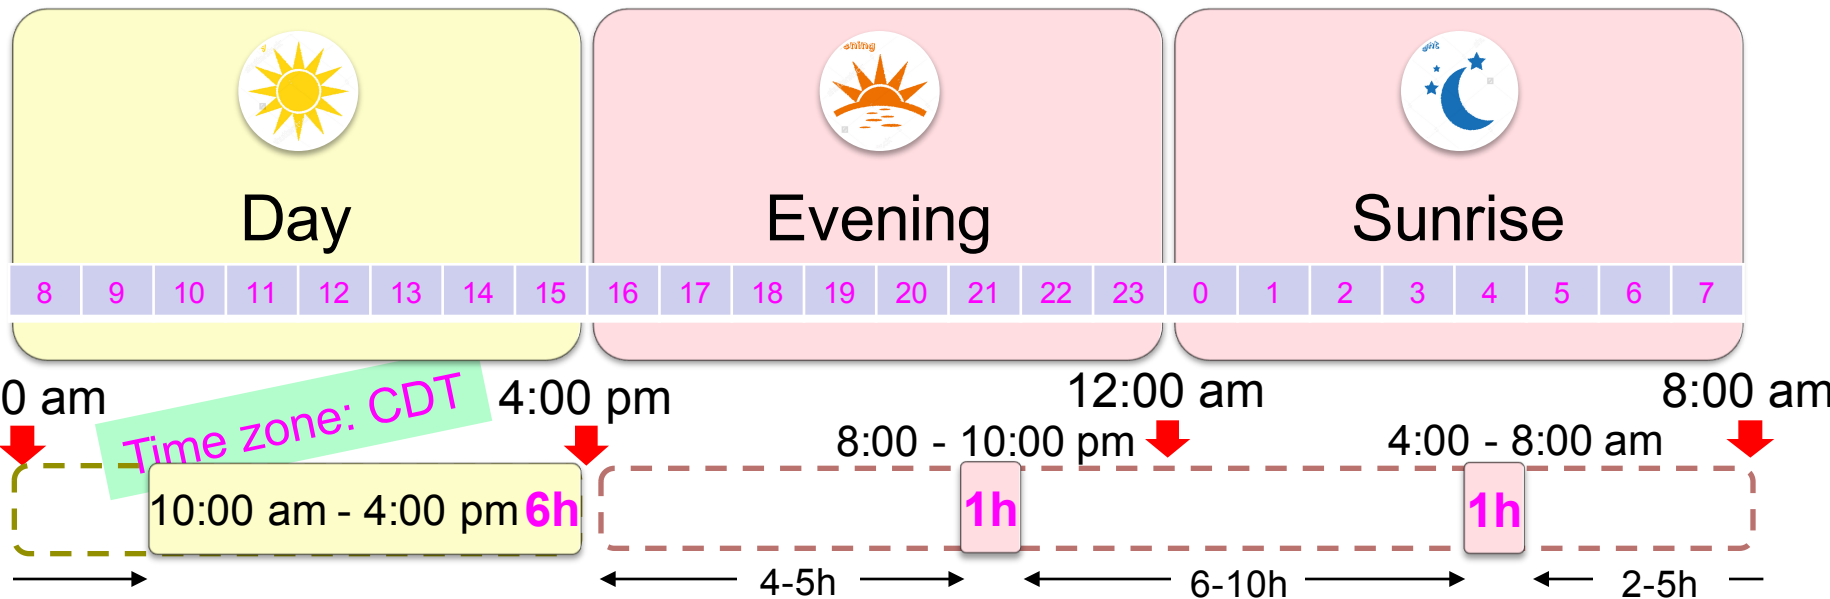 Day
Evening
Sunrise
8 9 10 11 12 13 14 15 16 17 18 19 20 21 22 23 0 1 2 3 4 5 6 7
0 am
Time zone: CDT
4:00 pm
12:00 am
8:00 am
8:00 - 10:00 pm
4:00 - 8:00 am
10:00 am - 4:00 pm 6h
1h
1h
4-5h
6-10h
2-5h